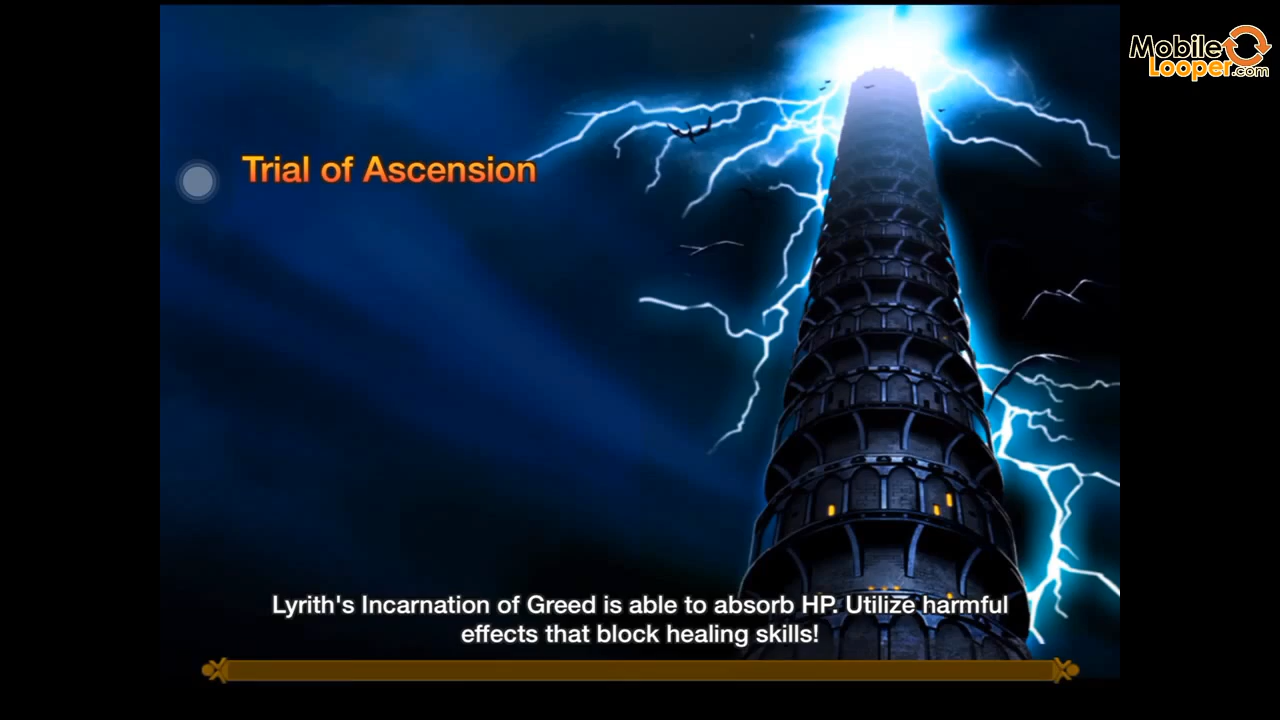 Mobile
Looper.com
Trial of Ascension
Lyrith's Incarnation of Greed is able to absorb HP. Utilize harmful
effects that block healing skills!